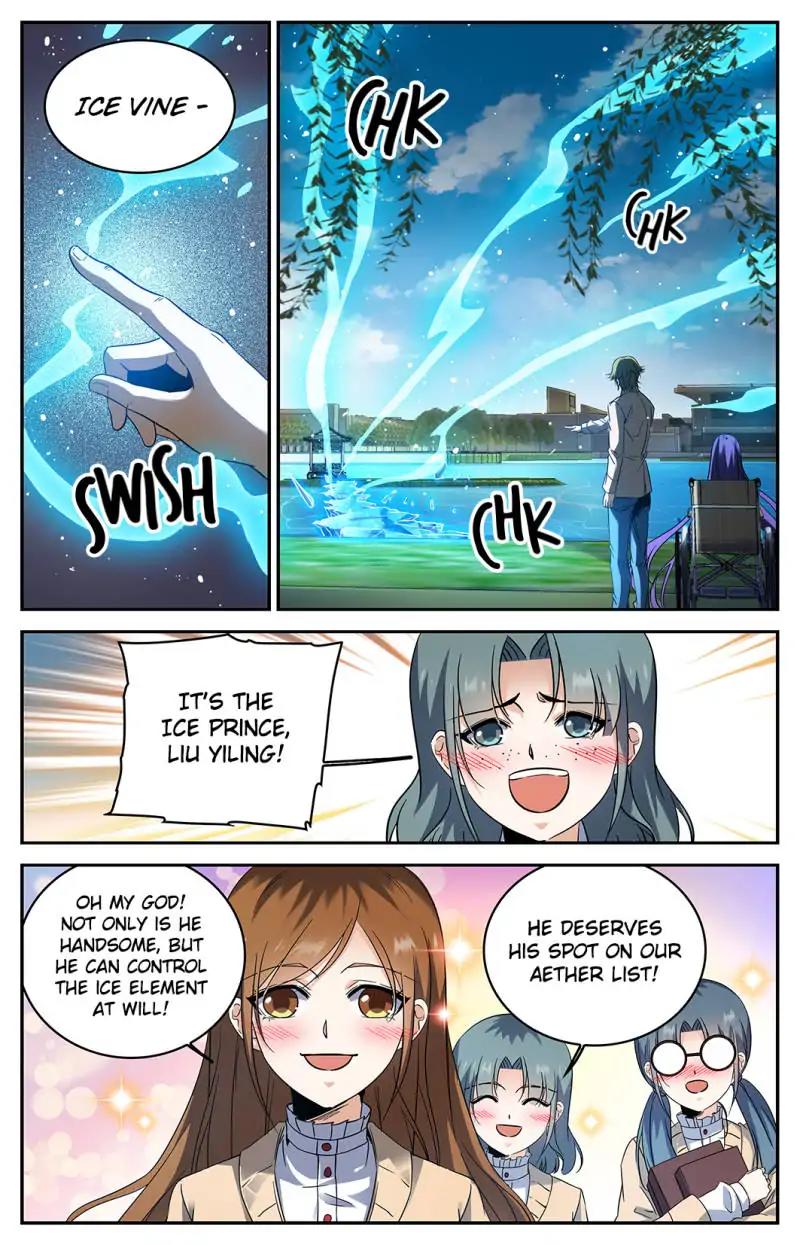 ICE VINE -
SWISH
CHK
CHK
CHK
IT'S THE
ICE PRINCE,
LIU YILING!
OH MY GOD!
NOT ONLY IS HE
HANDSOME, BUT
HE CAN CONTROL
THE ICE ELEMENT
AT WILL!
HE DESERVES
HIS SPOT ON OUR
AETHER LIST!